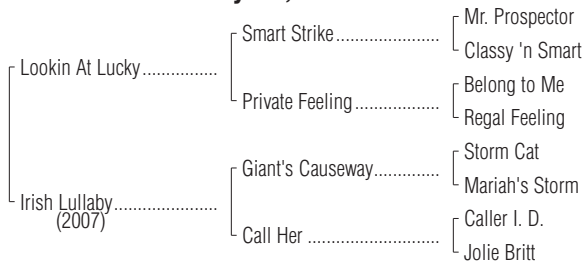 Mr. Prospector
Smart Strike
Classy 'n Smart
Lookin At Lucky
Belong to Me
Private Feeling
Regal Feeling
Storm Cat
Giant's Causeway
Mariah's Storm
Irish Lullaby
(2007)
Caller I. D.
Call Her
Jolie Britt